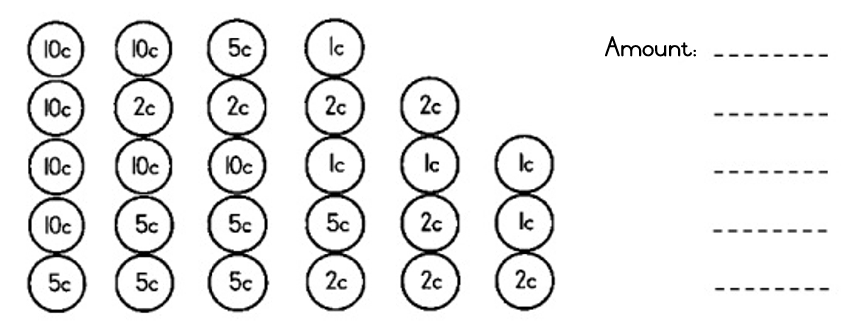 10c 10c 5c 1c Amount: _ _ _ _ _ _ _ _ _
10c 2c 2c 2c 2c _ _ _ _ _ _ _ _ _
10c 10c 10c 1c 1c 1c _ _ _ _ _ _ _ _ _
10c 5c 5c 5c 2c 1c _ _ _ _ _ _ _ _ _
5c 5c 5c 2c 2c 2c _ _ _ _ _ _ _ _ _